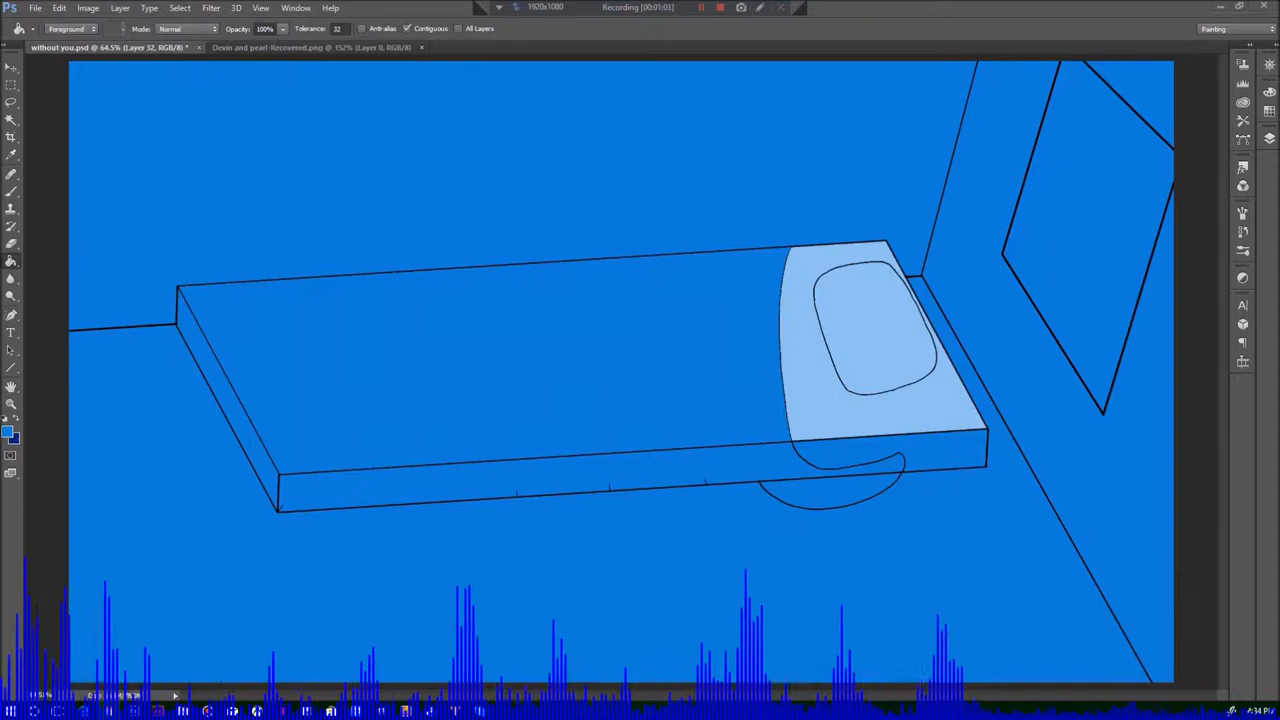 1920x1080 Recording [00:01:03]
Ps File Edit Image Layer Type Select Filter 3D View Window Help
Foreground Mode: Normal Opacity: 100% Tolerance: 32 Anti-alias Contiguous All Layers Painting
without you.psd @ 64.5% (Layer 32, RGB/8) * × Devin and pearl-Recovered.png @ 152% (Layer 0, RGB/8) ×